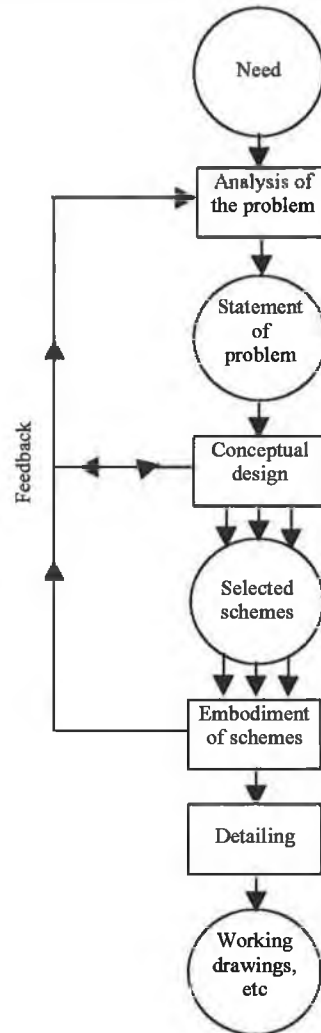 Need
Analysis of
the problem
Statement
of
problem
Feedback
Conceptual
design
Selected
schemes
Embodiment
of schemes
Detailing
Working
drawings,
etc